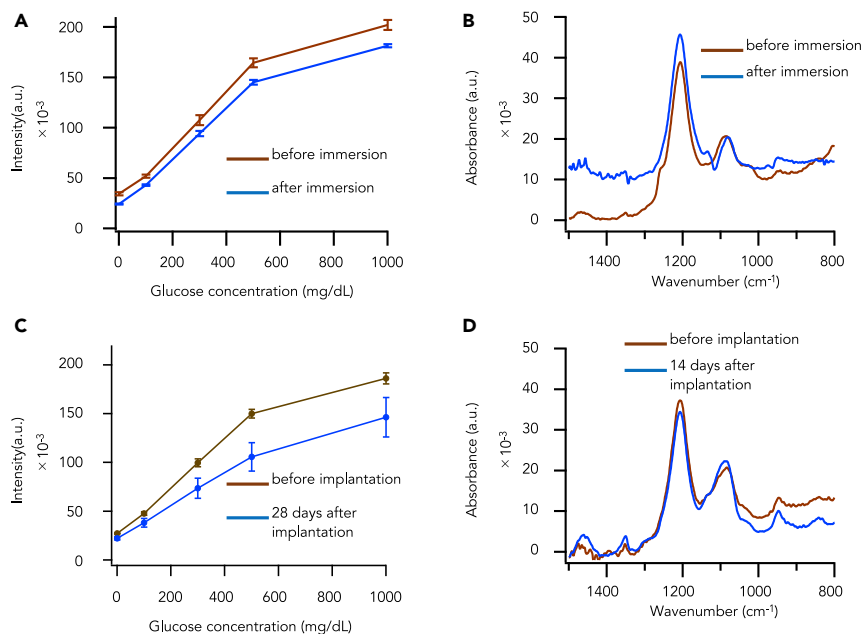 A
Intensity(a.u.)
× 10⁻³
200
150
100
50
0
before immersion
after immersion
0 200 400 600 800 1000
Glucose concentration (mg/dL)
B
Absorbance (a.u.)
× 10⁻³
50
40
30
20
10
0
before immersion
after immersion
1400 1200 1000 800
Wavenumber (cm⁻¹)
C
Intensity(a.u.)
× 10⁻³
200
150
100
50
0
before implantation
28 days after
implantation
0 200 400 600 800 1000
Glucose concentration (mg/dL)
D
Absorbance (a.u.)
× 10⁻³
50
40
30
20
10
0
before implantation
14 days after
implantation
1400 1200 1000 800
Wavenumber (cm⁻¹)